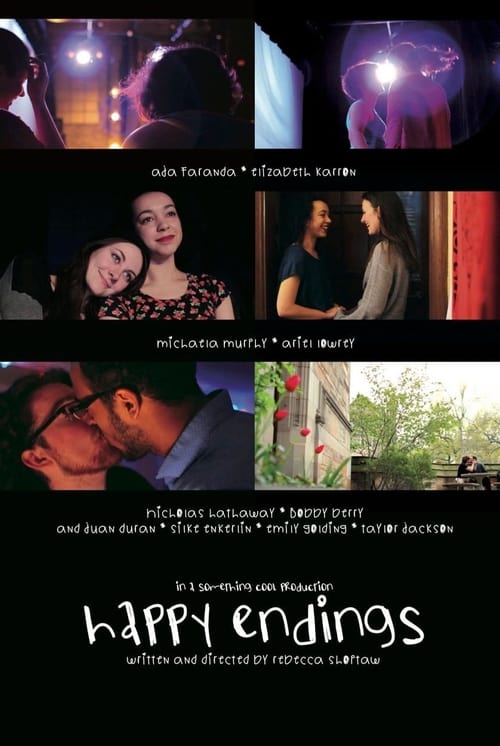 ada Faranda * elizabeth Karron
michaela murphy * ariel lowrey
nicholas hathaway * bobby berry
and duan duran * silke enkerlin * emily golding * taylor jackson
in a something cool production
happy endings
written and directed by rebecca shoptaw